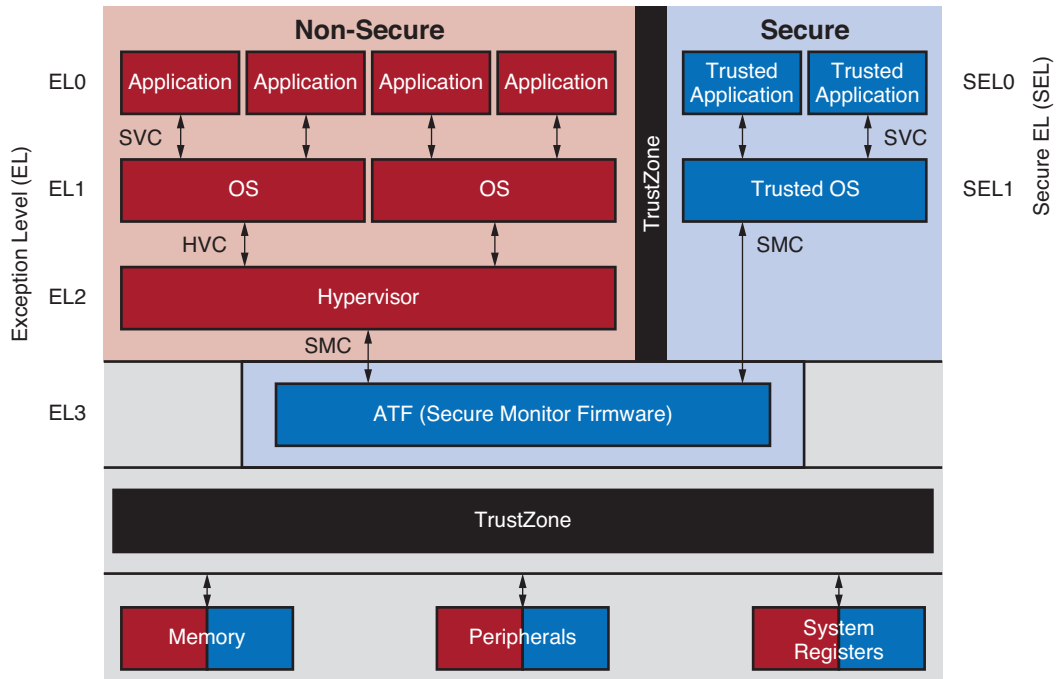 Non-Secure
Secure
Exception Level (EL)
EL0
Application
Application
Application
Application
Trusted
Application
Trusted
Application
SEL0
Secure EL (SEL)
SVC
SVC
TrustZone
EL1
OS
OS
Trusted OS
SEL1
HVC
SMC
EL2
Hypervisor
SMC
EL3
ATF (Secure Monitor Firmware)
TrustZone
Memory
Peripherals
System
Registers